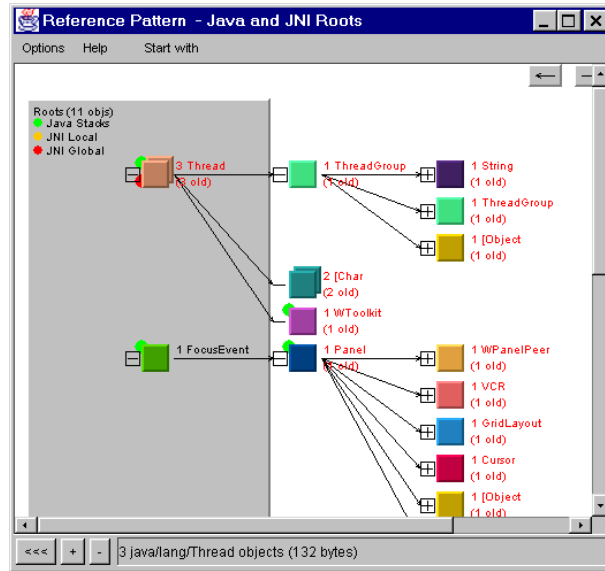 Reference Pattern - Java and JNI Roots
Options Help Start with
Roots (11 objs)
Java Stacks
JNI Local
JNI Global
3 Thread
(3 old)
1 ThreadGroup
(1 old)
1 String
(1 old)
1 ThreadGroup
(1 old)
1 [Object
(1 old)
2 [Char
(2 old)
1 WToolkit
(1 old)
1 FocusEvent
1 Panel
(1 old)
1 WPanelPeer
(1 old)
1 VCR
(1 old)
1 GridLayout
(1 old)
1 Cursor
(1 old)
1 [Object
(1 old)
<<< + - 3 java/lang/Thread objects (132 bytes)